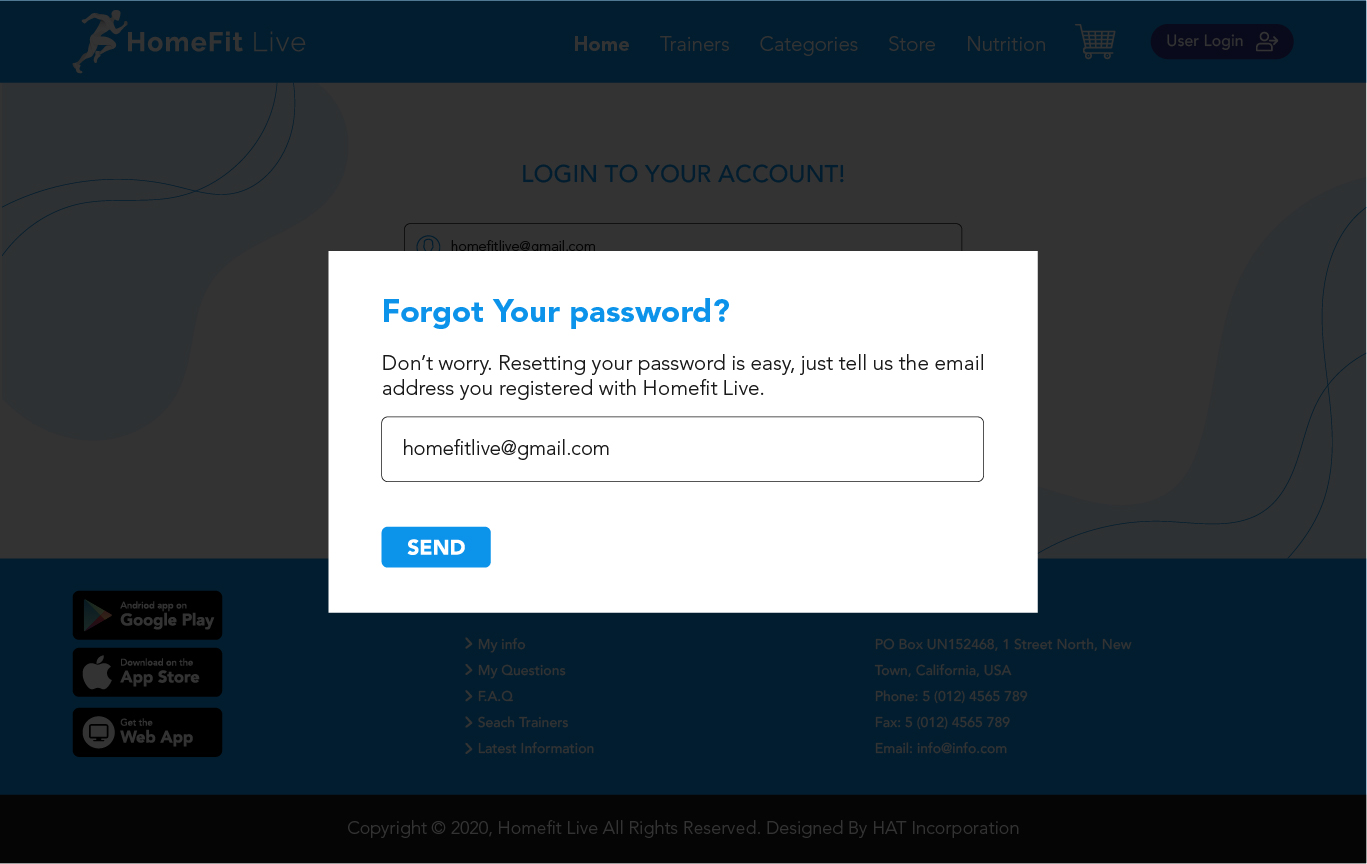 HomeFit Live
Home Trainers Categories Store Nutrition User Login
LOGIN TO YOUR ACCOUNT!
homefitlive@gmail.com
Forgot Your password?
Don’t worry. Resetting your password is easy, just tell us the email
address you registered with Homefit Live.
homefitlive@gmail.com
SEND
Andriod app on
Google Play
Download on the
App Store
Get the
Web App
My info
My Questions
F.A.Q
Seach Trainers
Latest Information
PO Box UN152468, 1 Street North, New
Town, California, USA
Phone: 5 (012) 4565 789
Fax: 5 (012) 4565 789
Email: info@info.com
Copyright © 2020, Homefit Live All Rights Reserved. Designed By HAT Incorporation